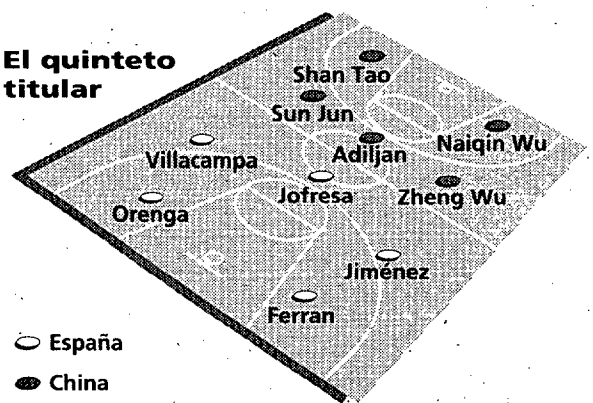 El quinteto
titular
Shan Tao
Sun Jun
Adiljan
Naiqin Wu
Villacampa
Jofresa
Zheng Wu
Orenga
Jiménez
Ferran
España
China